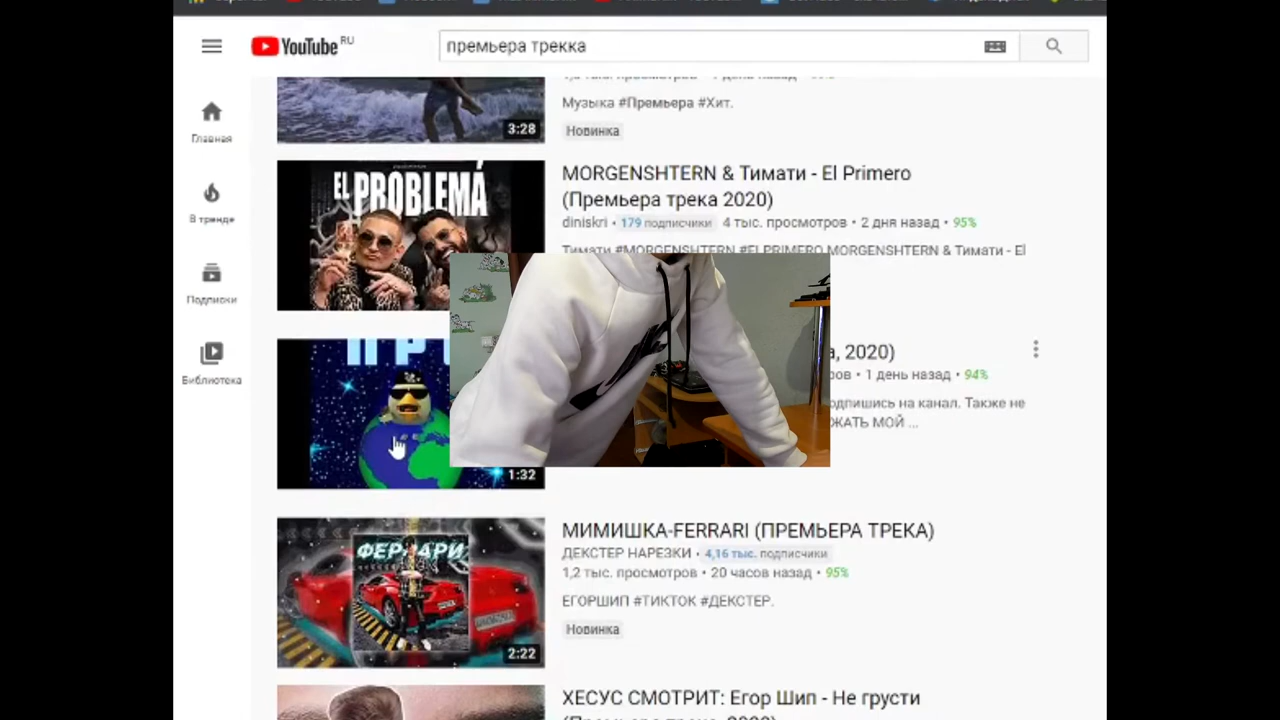 YouTube RU
премьера трекка
Главная
В тренде
Подписки
Библиотека
3:28
Музыка #Премьера #Хит.
Новинка
EL PROBLEMA
MORGENSHTERN & Тимати - El Primero
(Премьера трека 2020)
diniskri • 179 подписчики 4 тыс. просмотров • 2 дня назад • 95%
Тимати #MORGENSHTERN #ELPRIMERO MORGENSHTERN & Тимати - El
1:32
а, 2020)
ров • 1 день назад • 94%
одпишись на канал. Также не
ЖАТЬ МОЙ ...
ФЕРРАРИ
2:22
МИМИШКА-FERRARI (ПРЕМЬЕРА ТРЕКА)
ДЕКСТЕР НАРЕЗКИ • 4,16 тыс. подписчики
1,2 тыс. просмотров • 20 часов назад • 95%
ЕГОРШИП #ТИКТОК #ДЕКСТЕР.
Новинка
ХЕСУС СМОТРИТ: Егор Шип - Не грусти